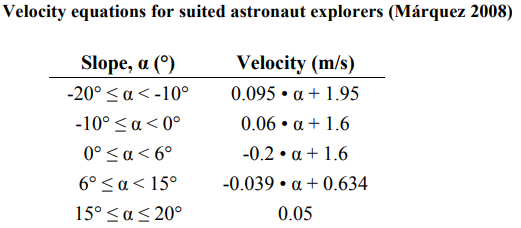 Velocity equations for suited astronaut explorers (Márquez 2008)
Slope, α (°) Velocity (m/s)
-20° ≤ α < -10° 0.095 • α + 1.95
-10° ≤ α < 0° 0.06 • α + 1.6
0° ≤ α < 6° -0.2 • α + 1.6
6° ≤ α < 15° -0.039 • α + 0.634
15° ≤ α ≤ 20° 0.05